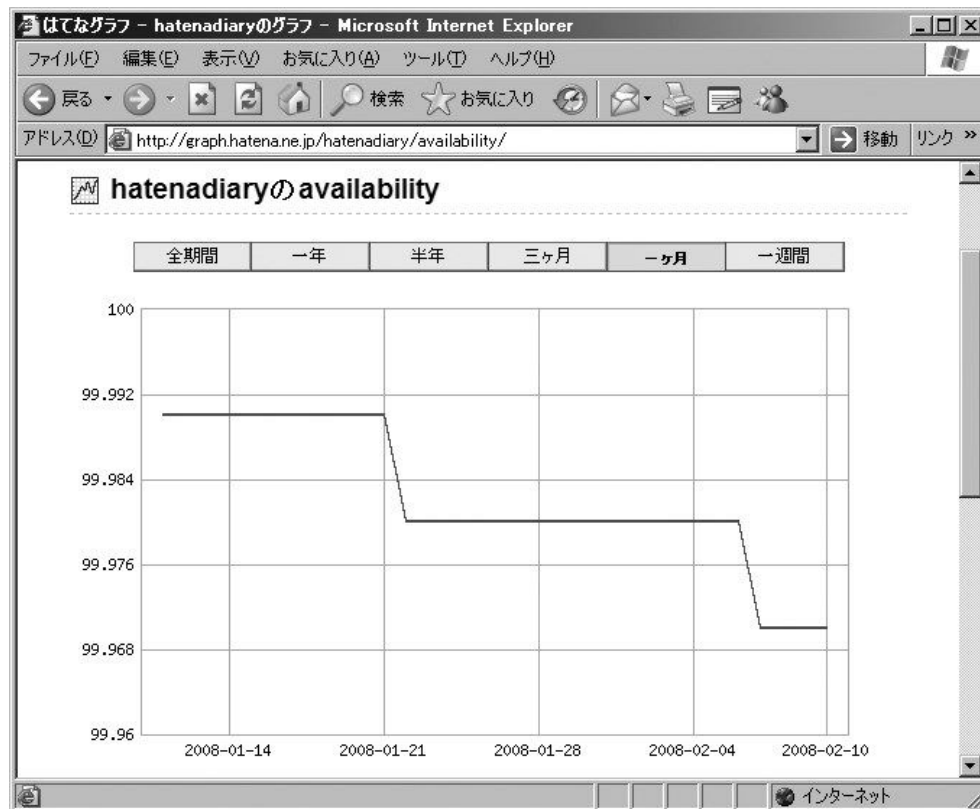 はてなグラフ - hatenadiaryのグラフ - Microsoft Internet Explorer
ファイル(F) 編集(E) 表示(V) お気に入り(A) ツール(T) ヘルプ(H)
戻る 検索 お気に入り
アドレス(D) http://graph.hatena.ne.jp/hatenadiary/availability/ 移動 リンク »
hatenadiaryのavailability
全期間 一年 半年 三ヶ月 一ヶ月 一週間
100
99.992
99.984
99.976
99.968
99.96
2008-01-14 2008-01-21 2008-01-28 2008-02-04 2008-02-10
インターネット